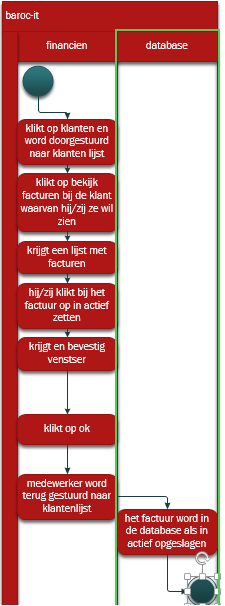 baroc-it
financien
database
klikt op klanten en
word doorgestuurd
naar klanten lijst
klikt op bekijk
facturen bij de klant
waarvan hij/zij ze wil
zien
krijgt een lijst met
facturen
hij/zij klikt bij het
factuur op in actief
zetten
krijgt en bevestig
venstser
klikt op ok
medewerker word
terug gestuurd naar
klantenlijst
het factuur word in
de database als in
actief opgeslagen